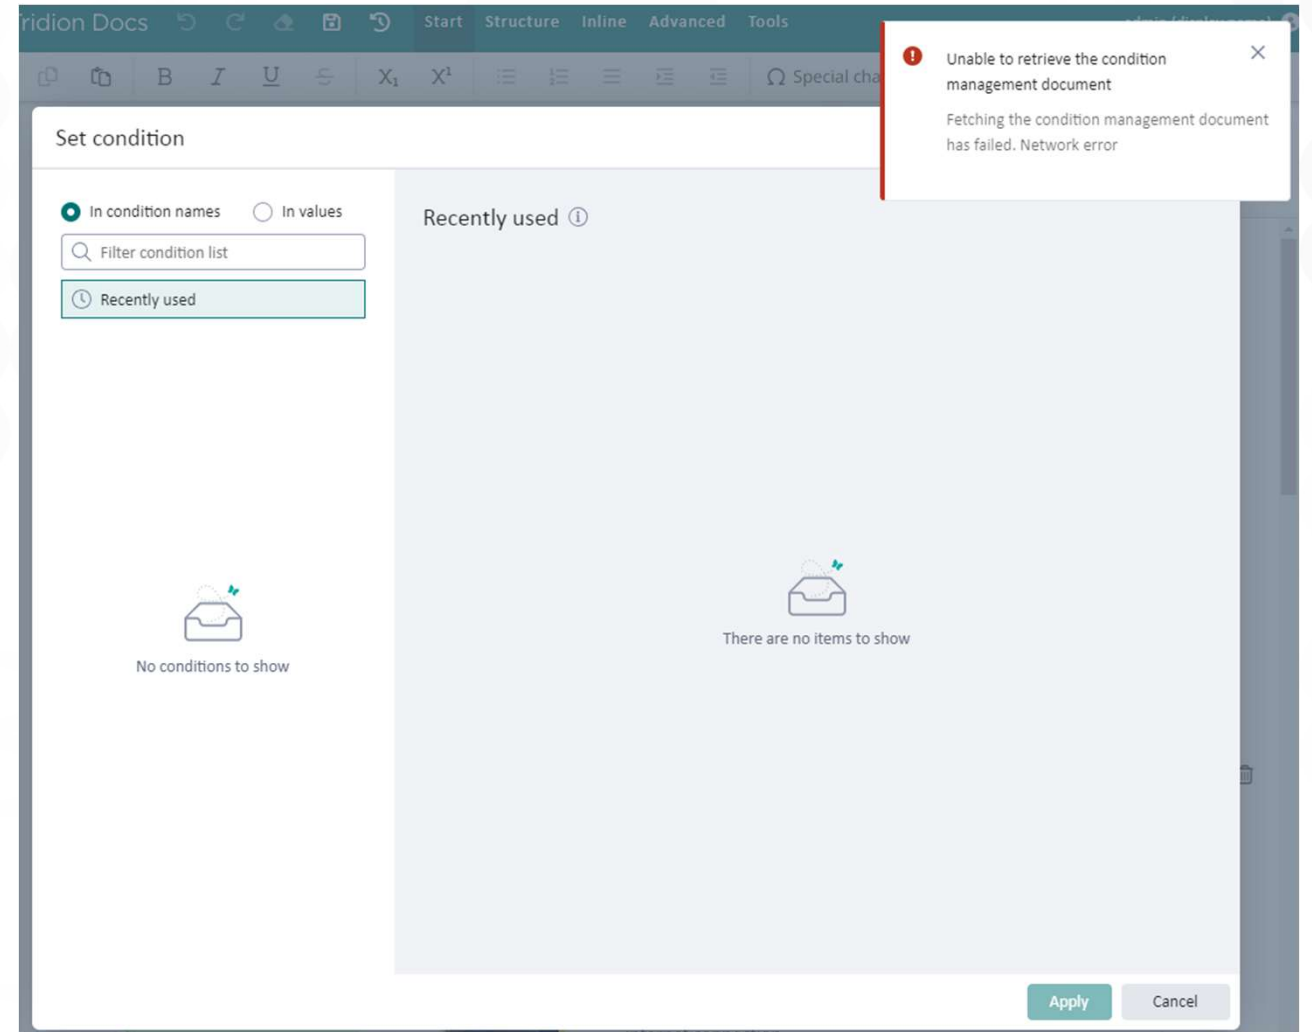 Tridion Docs Start Structure Inline Advanced Tools
B I U S X₁ X¹ Ω Special cha
Unable to retrieve the condition
management document
Fetching the condition management document
has failed. Network error
Set condition
In condition names In values
Filter condition list
Recently used
Recently used
No conditions to show
There are no items to show
Apply Cancel